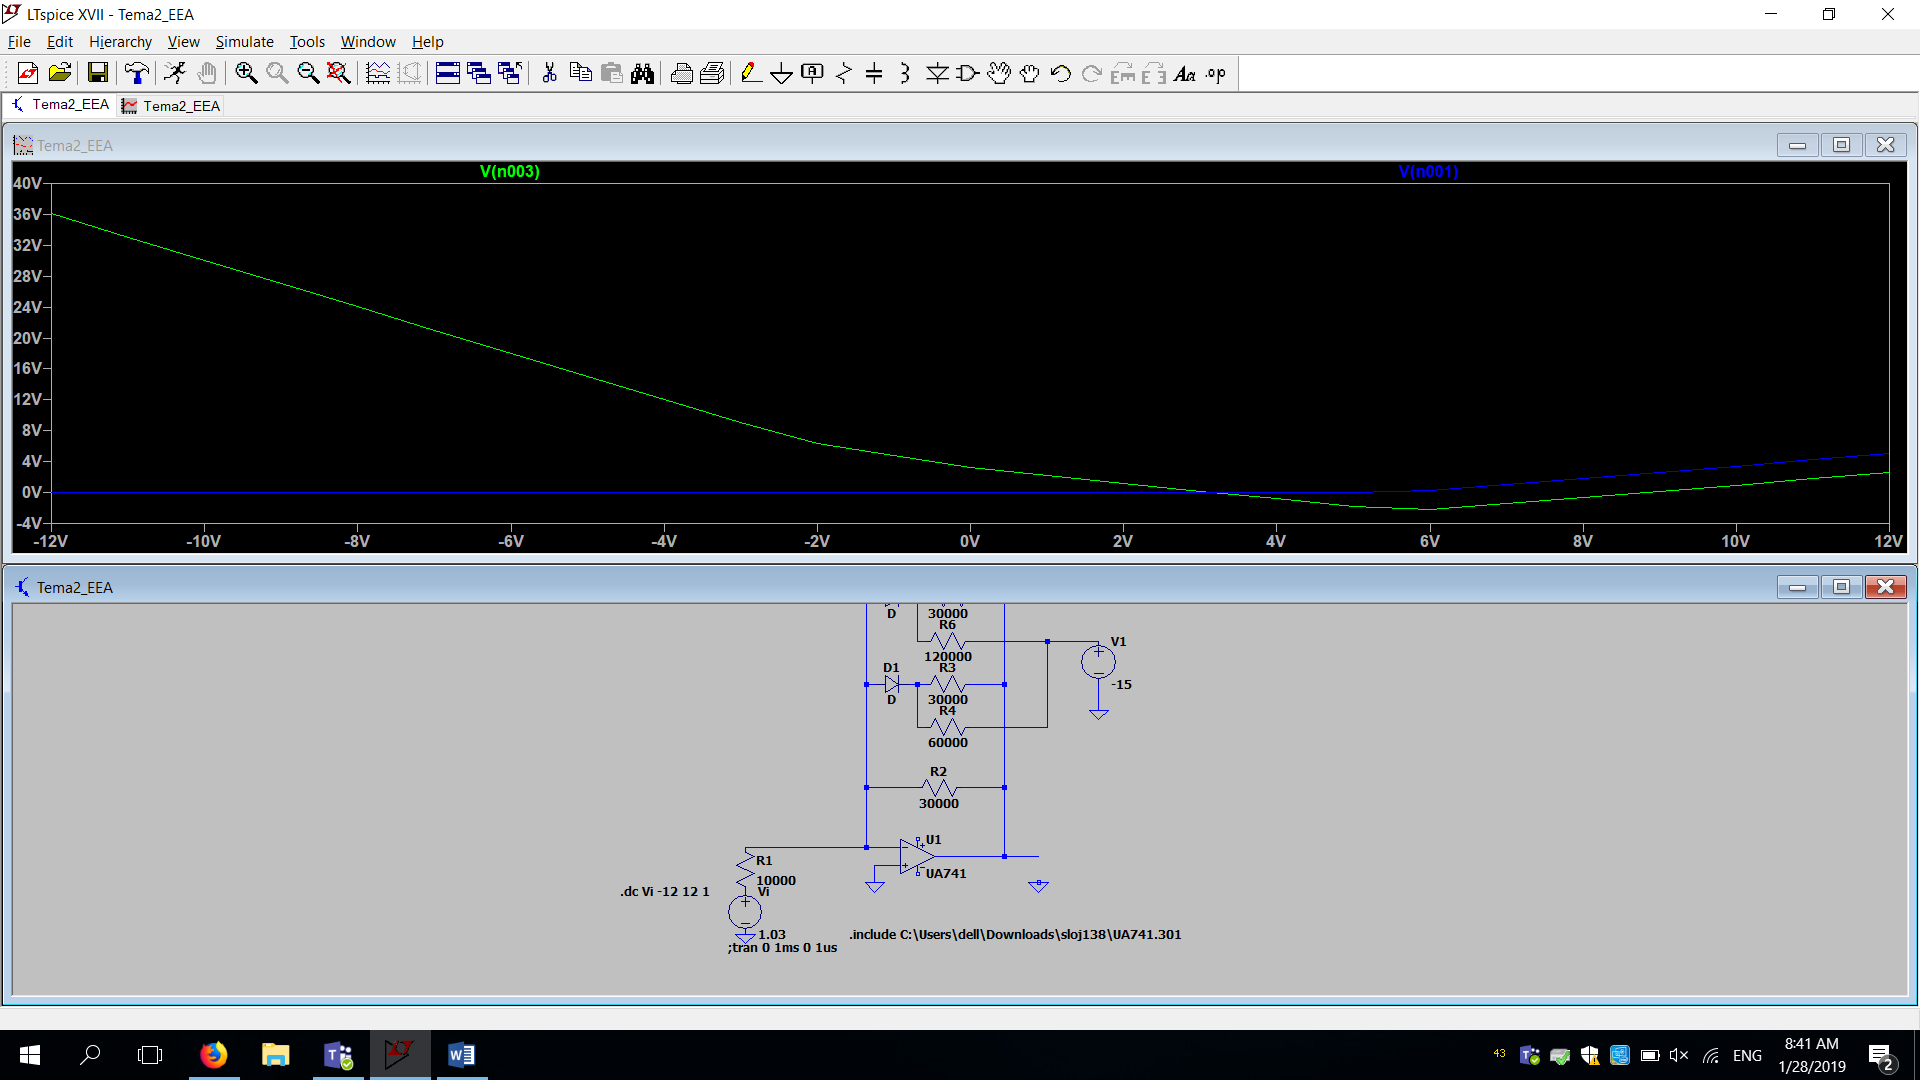 LTspice XVII - Tema2_EEA
File Edit Hierarchy View Simulate Tools Window Help
Tema2_EEA Tema2_EEA
Tema2_EEA
V(n003) V(n001)
40V
36V
32V
28V
24V
20V
16V
12V
8V
4V
0V
-4V
-12V -10V -8V -6V -4V -2V 0V 2V 4V 6V 8V 10V 12V
Tema2_EEA
D 30000
R6
120000
V1
-15
D1 R3
D 30000
R4
60000
R2
30000
U1
UA741
R1
10000
.dc Vi -12 12 1
Vi
1.03
;tran 0 1ms 0 1us
.include C:\Users\dell\Downloads\sloj138\UA741.301
43 ENG 8:41 AM
1/28/2019
2